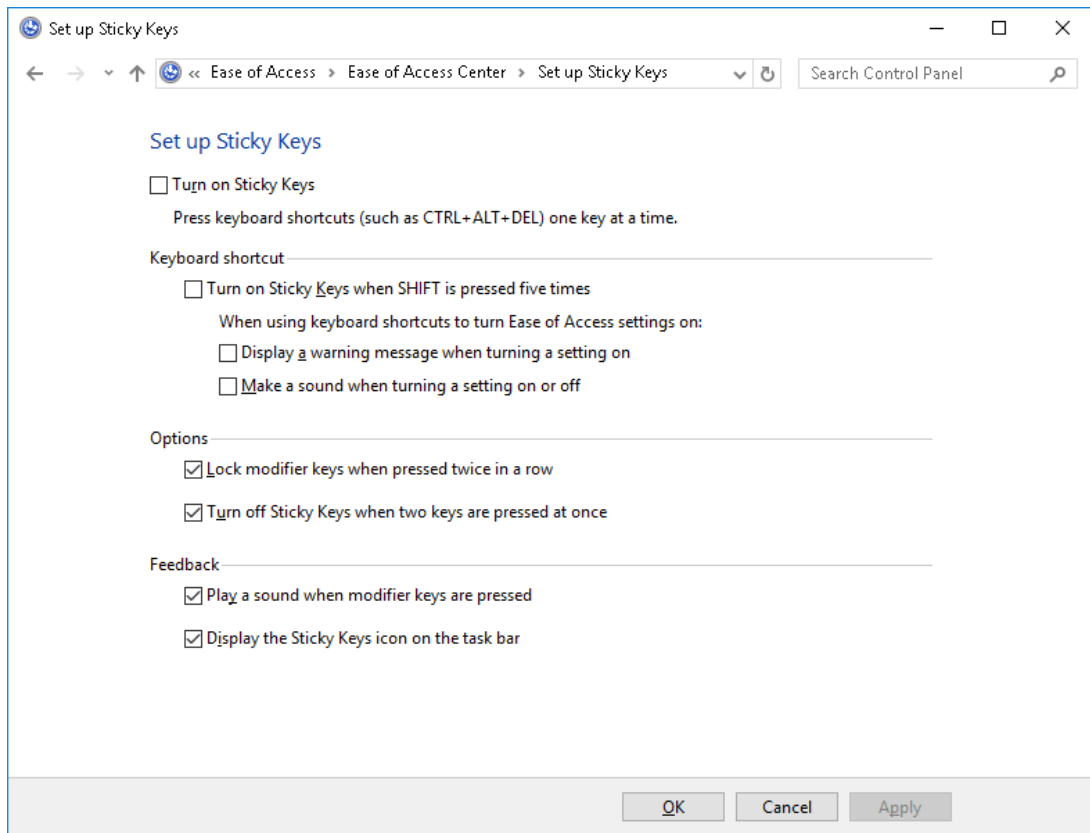 Set up Sticky Keys
« Ease of Access > Ease of Access Center > Set up Sticky Keys
Search Control Panel
Set up Sticky Keys
Turn on Sticky Keys
Press keyboard shortcuts (such as CTRL+ALT+DEL) one key at a time.
Keyboard shortcut
Turn on Sticky Keys when SHIFT is pressed five times
When using keyboard shortcuts to turn Ease of Access settings on:
Display a warning message when turning a setting on
Make a sound when turning a setting on or off
Options
Lock modifier keys when pressed twice in a row
Turn off Sticky Keys when two keys are pressed at once
Feedback
Play a sound when modifier keys are pressed
Display the Sticky Keys icon on the task bar
OK Cancel Apply